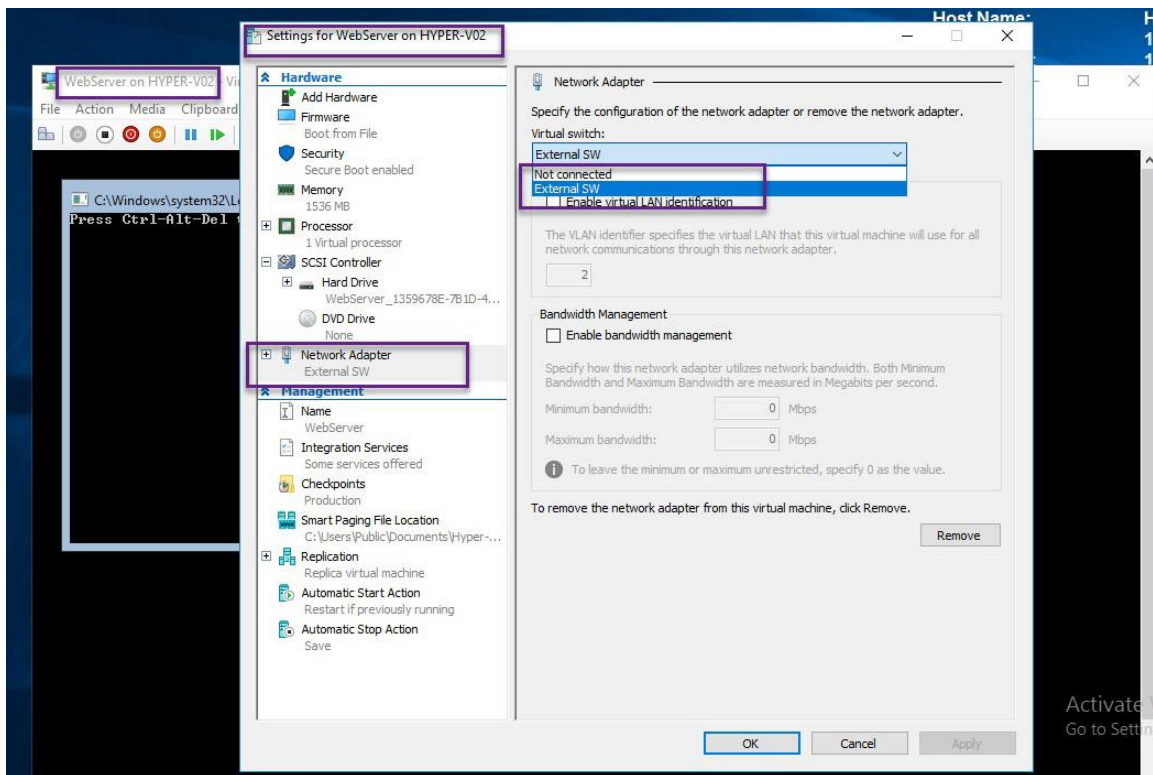 Host Name:
Settings for WebServer on HYPER-V02
WebServer on HYPER-V02
File Action Media Clipboard
C:\Windows\system32\L
Press Ctrl-Alt-Del
Hardware
Add Hardware
Firmware
Boot from File
Security
Secure Boot enabled
Memory
1536 MB
Processor
1 Virtual processor
SCSI Controller
Hard Drive
WebServer_1359678E-7B1D-4...
DVD Drive
None
Network Adapter
External SW
Management
Name
WebServer
Integration Services
Some services offered
Checkpoints
Production
Smart Paging File Location
C:\Users\Public\Documents\Hyper-...
Replication
Replica virtual machine
Automatic Start Action
Restart if previously running
Automatic Stop Action
Save
Network Adapter
Specify the configuration of the network adapter or remove the network adapter.
Virtual switch:
External SW
Not connected
External SW
Enable virtual LAN identification
The VLAN identifier specifies the virtual LAN that this virtual machine will use for all
network communications through this network adapter.
2
Bandwidth Management
Enable bandwidth management
Specify how this network adapter utilizes network bandwidth. Both Minimum
Bandwidth and Maximum Bandwidth are measured in Megabits per second.
Minimum bandwidth: 0 Mbps
Maximum bandwidth: 0 Mbps
To leave the minimum or maximum unrestricted, specify 0 as the value.
To remove the network adapter from this virtual machine, click Remove.
Remove
OK Cancel Apply
Activate
Go to Settin